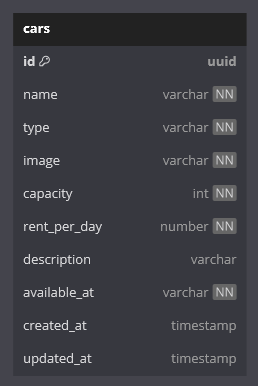 cars
id uuid
name varchar NN
type varchar NN
image varchar NN
capacity int NN
rent_per_day number NN
description varchar
available_at varchar NN
created_at timestamp
updated_at timestamp